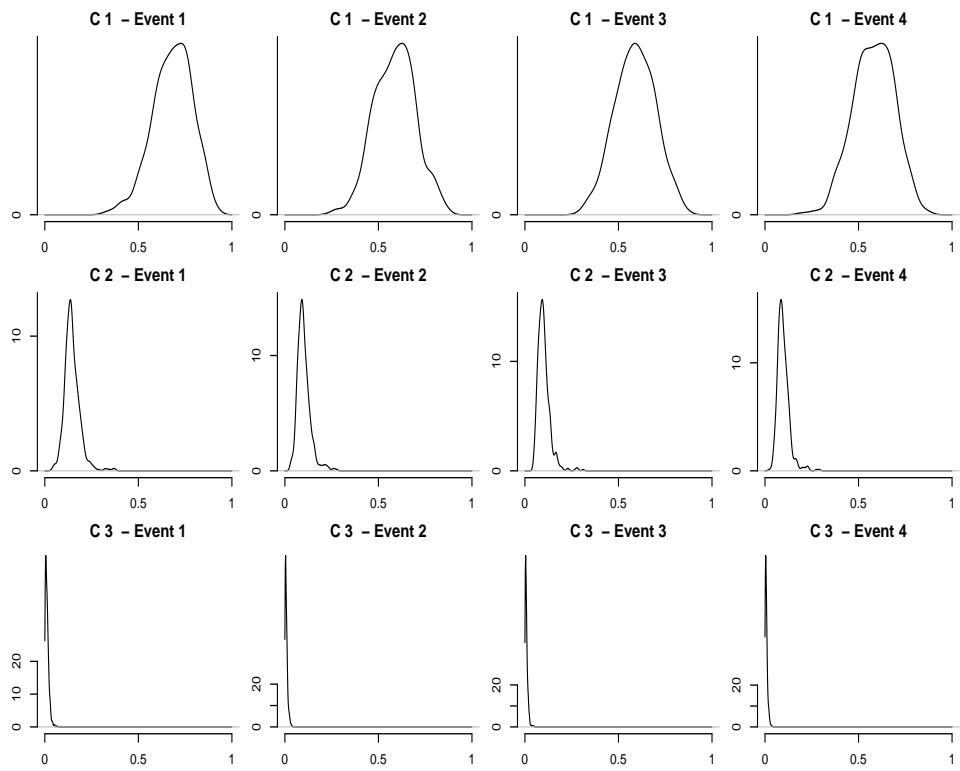 C 1 – Event 1
C 1 – Event 2
C 1 – Event 3
C 1 – Event 4
0
0 0.5 1
0
0 0.5 1
0
0 0.5 1
0
0 0.5 1
C 2 – Event 1
C 2 – Event 2
C 2 – Event 3
C 2 – Event 4
10
0
0 0.5 1
10
0
0 0.5 1
10
0
0 0.5 1
10
0
0 0.5 1
C 3 – Event 1
C 3 – Event 2
C 3 – Event 3
C 3 – Event 4
20
10
0
0 0.5 1
20
0
0 0.5 1
20
0
0 0.5 1
20
0
0 0.5 1